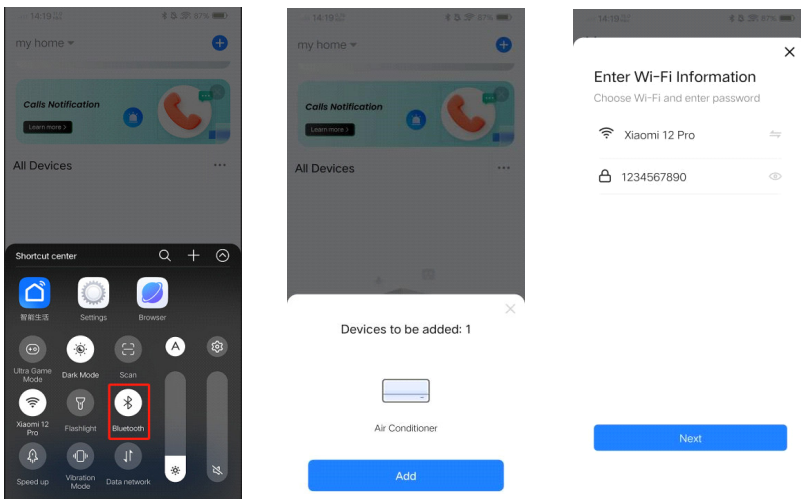 14:19
87%
my home
Calls Notification
Learn more >
All Devices
Shortcut center
智能生活
Settings
Browser
Ultra Game
Mode
Dark Mode
Scan
A
Xiaomi 12
Pro
Flashlight
Bluetooth
Speed up
Vibration
Mode
Data network
14:19
87%
my home
Calls Notification
Learn more >
All Devices
Devices to be added: 1
Air Conditioner
Add
14:19
87%
Enter Wi-Fi Information
Choose Wi-Fi and enter password
Xiaomi 12 Pro
1234567890
Next